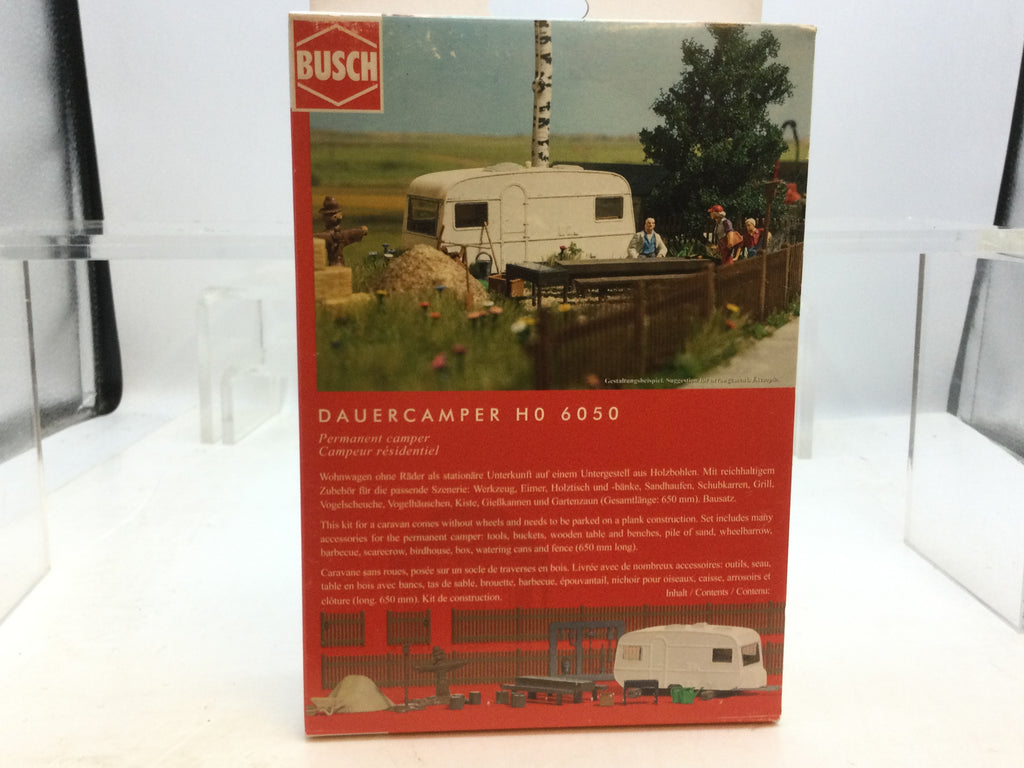 BUSCH
Gestaltungsbeispiel. Suggestion for arrangement. Exemple.
DAUERCAMPER H0 6050
Permanent camper
Campeur résidentiel
Wohnwagen ohne Räder als stationäre Unterkunft auf einem Untergestell aus Holzbohlen. Mit reichhaltigem
Zubehör für die passende Szenerie: Werkzeug, Eimer, Holztisch und -bänke, Sandhaufen, Schubkarren, Grill,
Vogelscheuche, Vogelhäuschen, Kiste, Gießkannen und Gartenzaun (Gesamtlänge: 650 mm). Bausatz.
This kit for a caravan comes without wheels and needs to be parked on a plank construction. Set includes many
accessories for the permanent camper: tools, buckets, wooden table and benches, pile of sand, wheelbarrow,
barbecue, scarecrow, birdhouse, box, watering cans and fence (650 mm long).
Caravane sans roues, posée sur un socle de traverses en bois. Livrée avec de nombreux accessoires: outils, seau,
table en bois avec bancs, tas de sable, brouette, barbecue, épouvantail, nichoir pour oiseaux, caisse, arrosoirs et
clôture (long. 650 mm). Kit de construction.
Inhalt / Contents / Contenu: